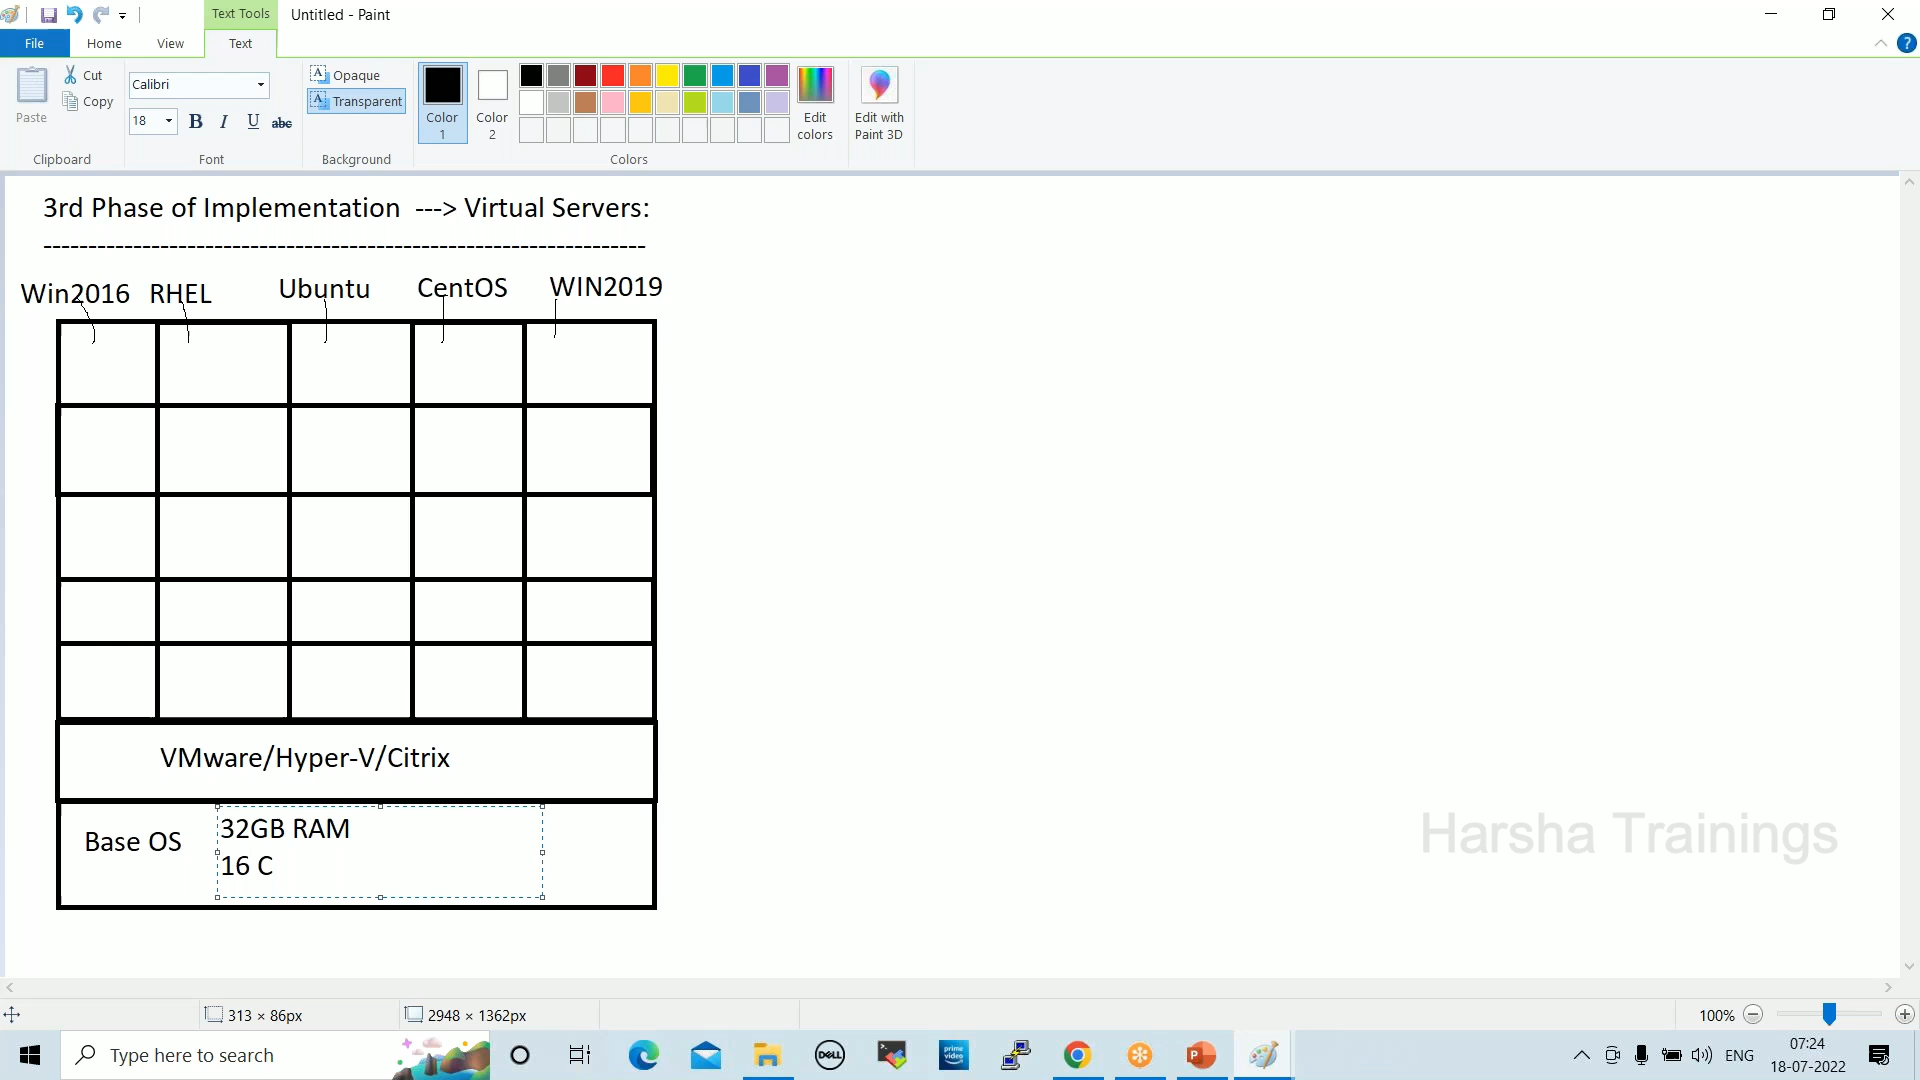 Text Tools
Untitled - Paint
File
Home
View
Text
?
Paste
Cut
Copy
Clipboard
Calibri
18
B I U abc
Font
Opaque
Transparent
Background
Color 1
Color 2
Colors
Edit colors
Edit with Paint 3D
3rd Phase of Implementation ---> Virtual Servers:
-------------------------------------------------------------------
Win2016 RHEL Ubuntu CentOS WIN2019
VMware/Hyper-V/Citrix
Base OS
32GB RAM
16 C
Harsha Trainings
313 × 86px
2948 × 1362px
100%
Type here to search
DELL
prime video
P
ENG
07:24
18-07-2022